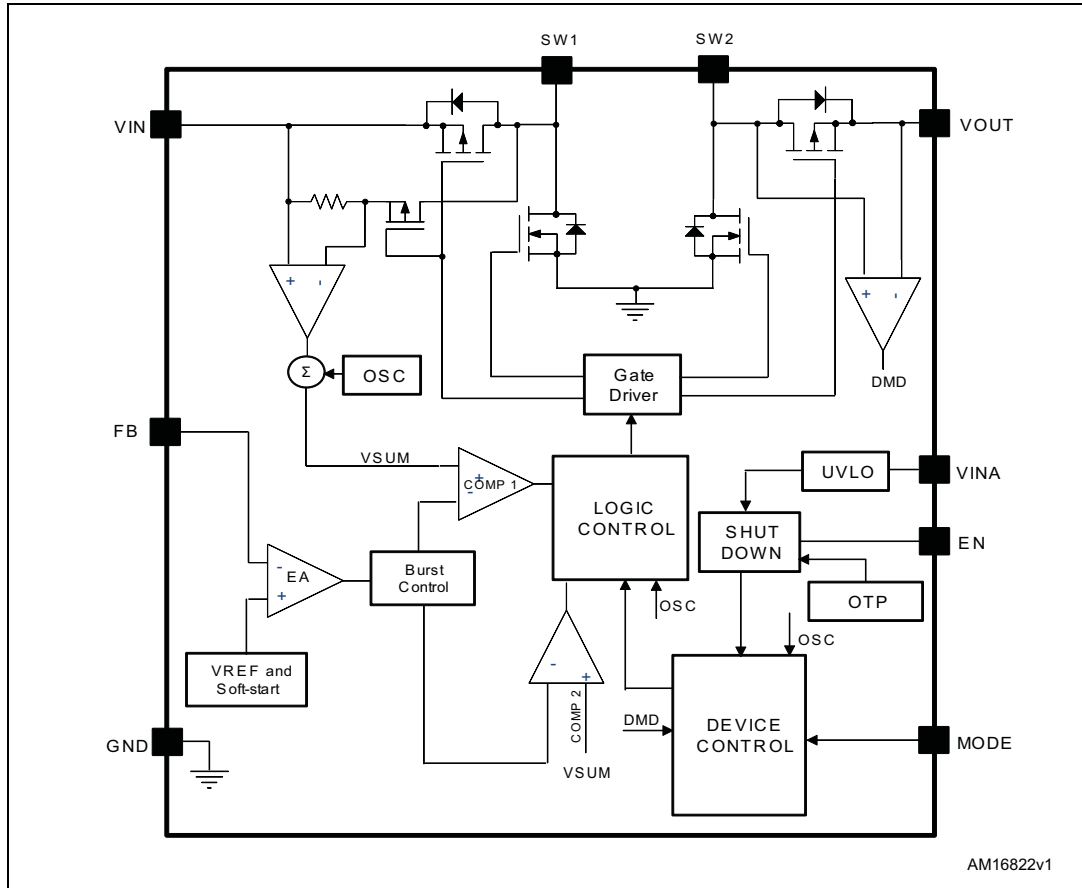 SW1
SW2
VIN
VOUT
+ -
+ -
Σ
OSC
Gate
Driver
DMD
FB
VSUM
+
-
COMP 1
LOGIC
CONTROL
UVLO
VINA
SHUT
DOWN
EN
-
EA
+
Burst
Control
OSC
OTP
OSC
VREF and
Soft-start
- +
COMP 2
VSUM
DMD
DEVICE
CONTROL
GND
MODE
AM16822v1